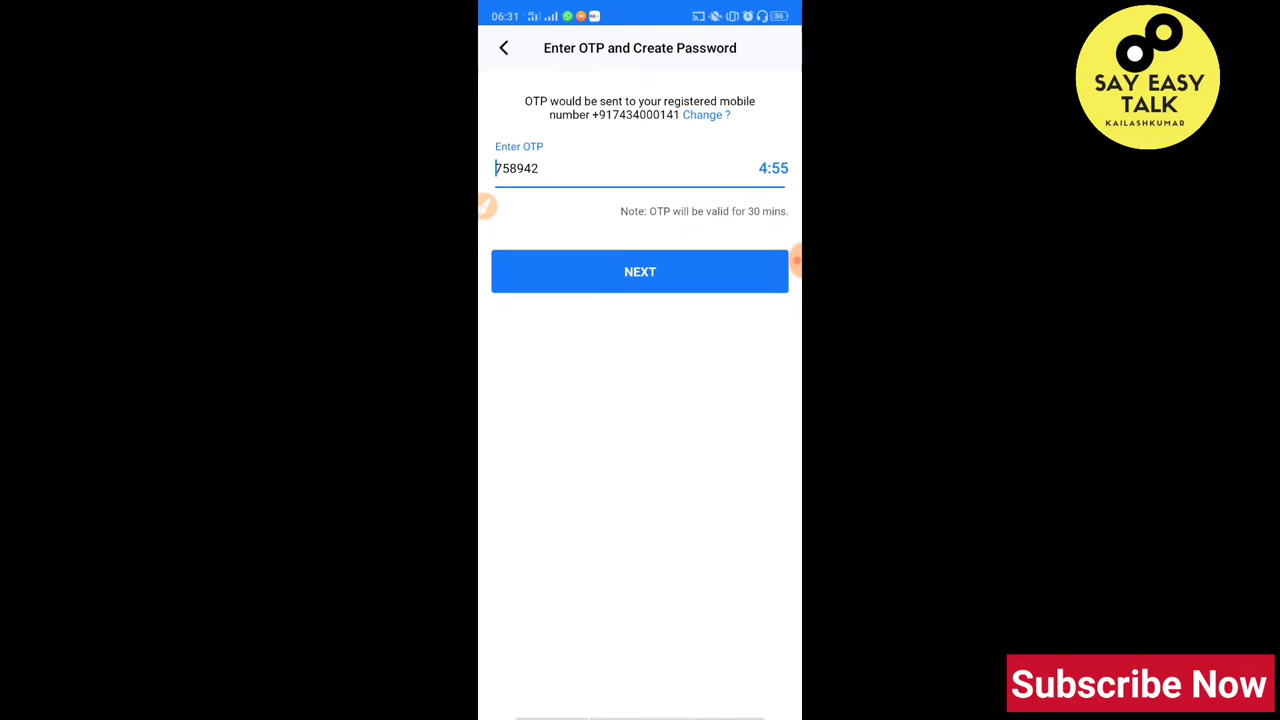 06:31
36
Enter OTP and Create Password
OTP would be sent to your registered mobile
number +917434000141 Change ?
Enter OTP
758942
4:55
Note: OTP will be valid for 30 mins.
NEXT
SAY EASY
TALK
KAILASHKUMAR
Subscribe Now